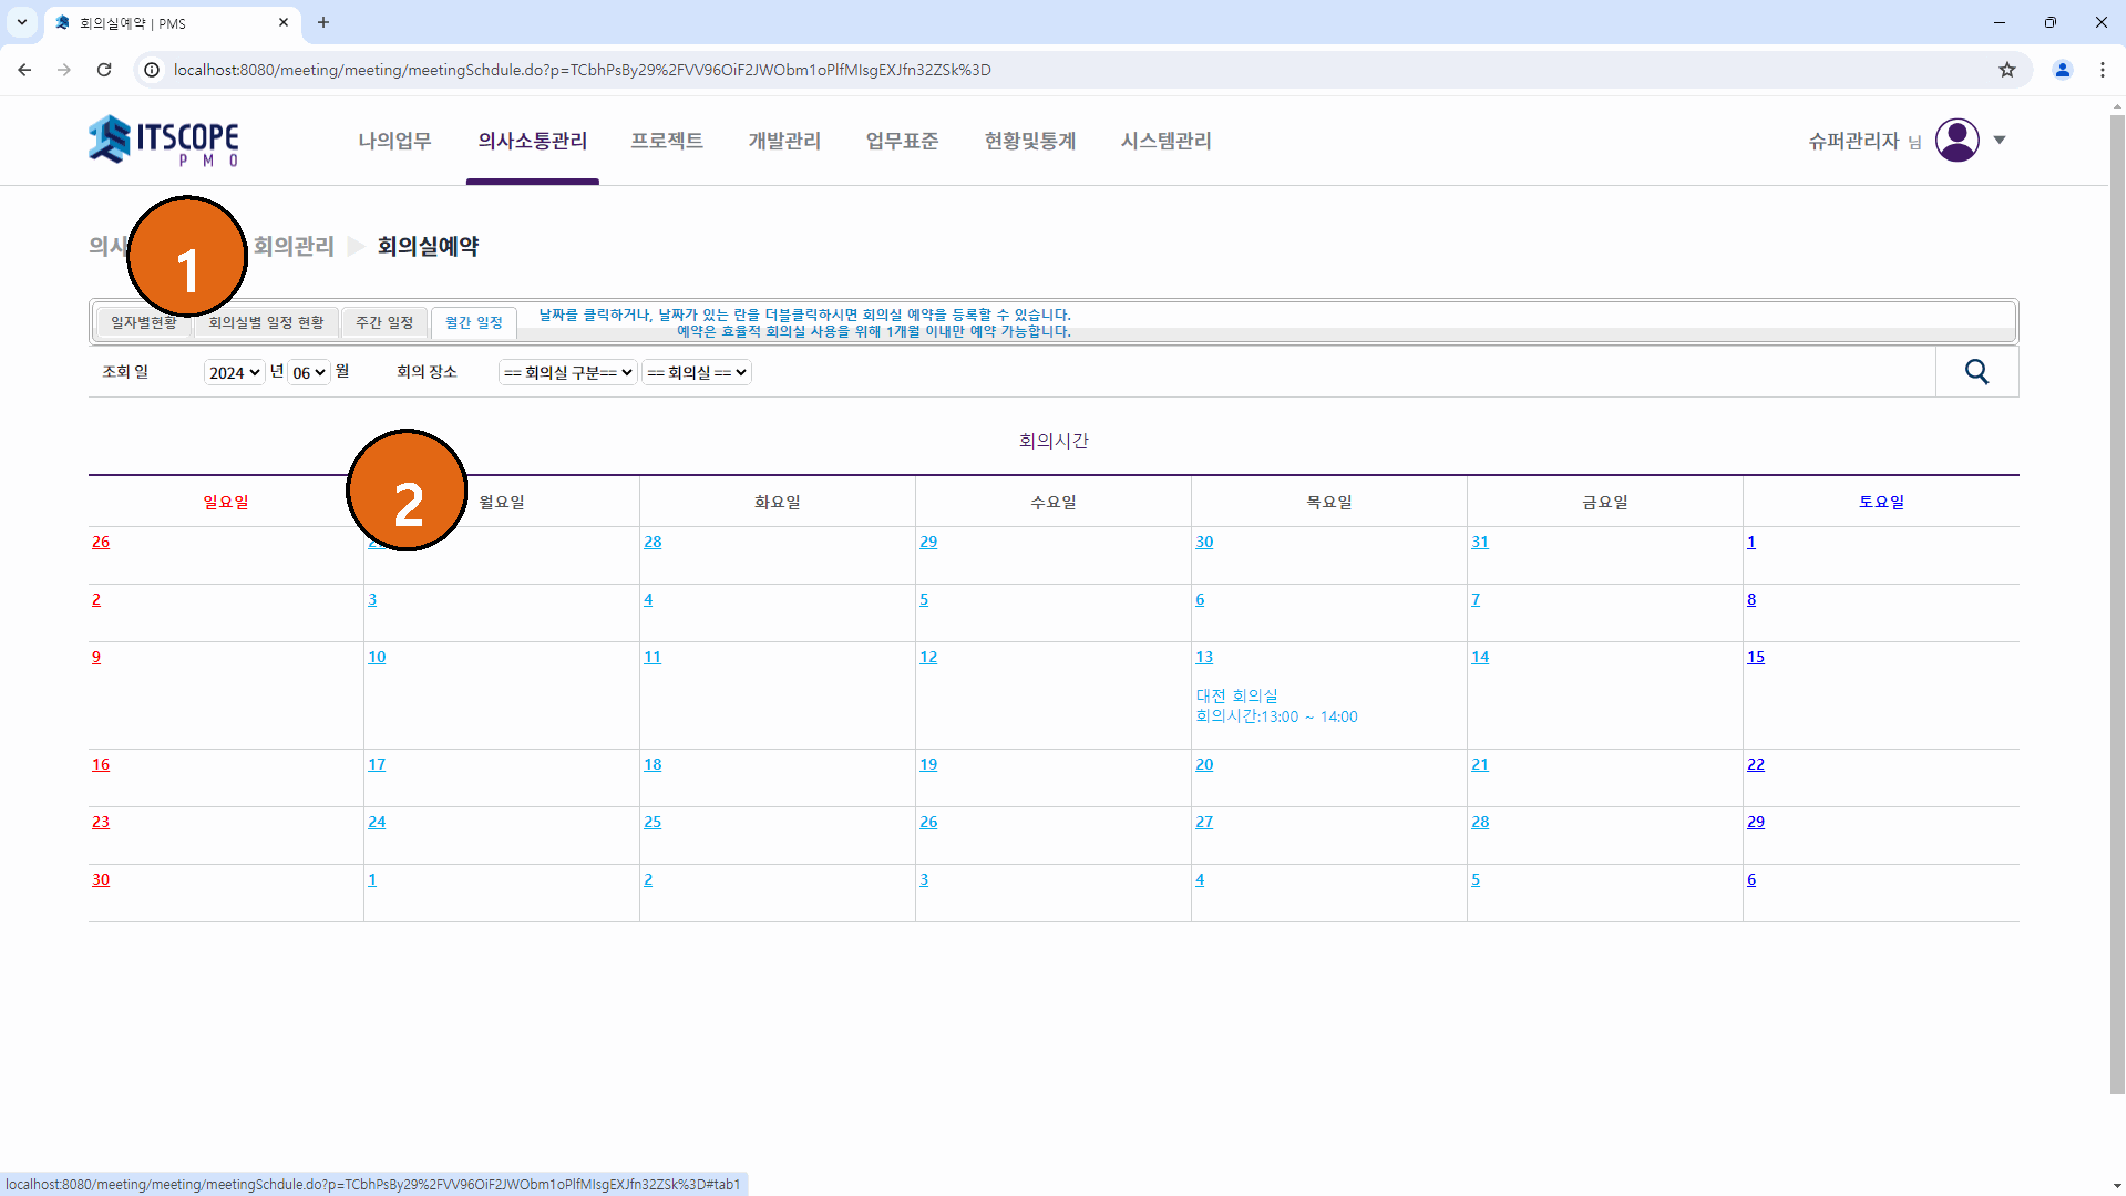 회의실예약 | PMS
localhost:8080/meeting/meeting/meetingSchdule.do?p=TCbhPsBy29%2FVV96OiF2JWObm1oPlfMIsgEXJfn32ZSk%3D
ITSCOPE
PMO
나의업무 의사소통관리 프로젝트 개발관리 업무표준 현황및통계 시스템관리 슈퍼관리자 님
의사 회의관리 회의실예약
1
일자별현황 회의실별 일정 현황 주간 일정 월간 일정
날짜를 클릭하거나, 날짜가 있는 란을 더블클릭하시면 회의실 예약을 등록할 수 있습니다.
예약은 효율적 회의실 사용을 위해 1개월 이내만 예약 가능합니다.
조회 일 2024 년 06 월 회의 장소 == 회의실 구분== == 회의실 ==
회의시간
2
일요일 월요일 화요일 수요일 목요일 금요일 토요일
26 28 29 30 31 1
2 3 4 5 6 7 8
9 10 11 12 13 14 15
대전 회의실
회의시간:13:00 ~ 14:00
16 17 18 19 20 21 22
23 24 25 26 27 28 29
30 1 2 3 4 5 6
localhost:8080/meeting/meeting/meetingSchdule.do?p=TCbhPsBy29%2FVV96OiF2JWObm1oPlfMIsgEXJfn32ZSk%3D#tab1